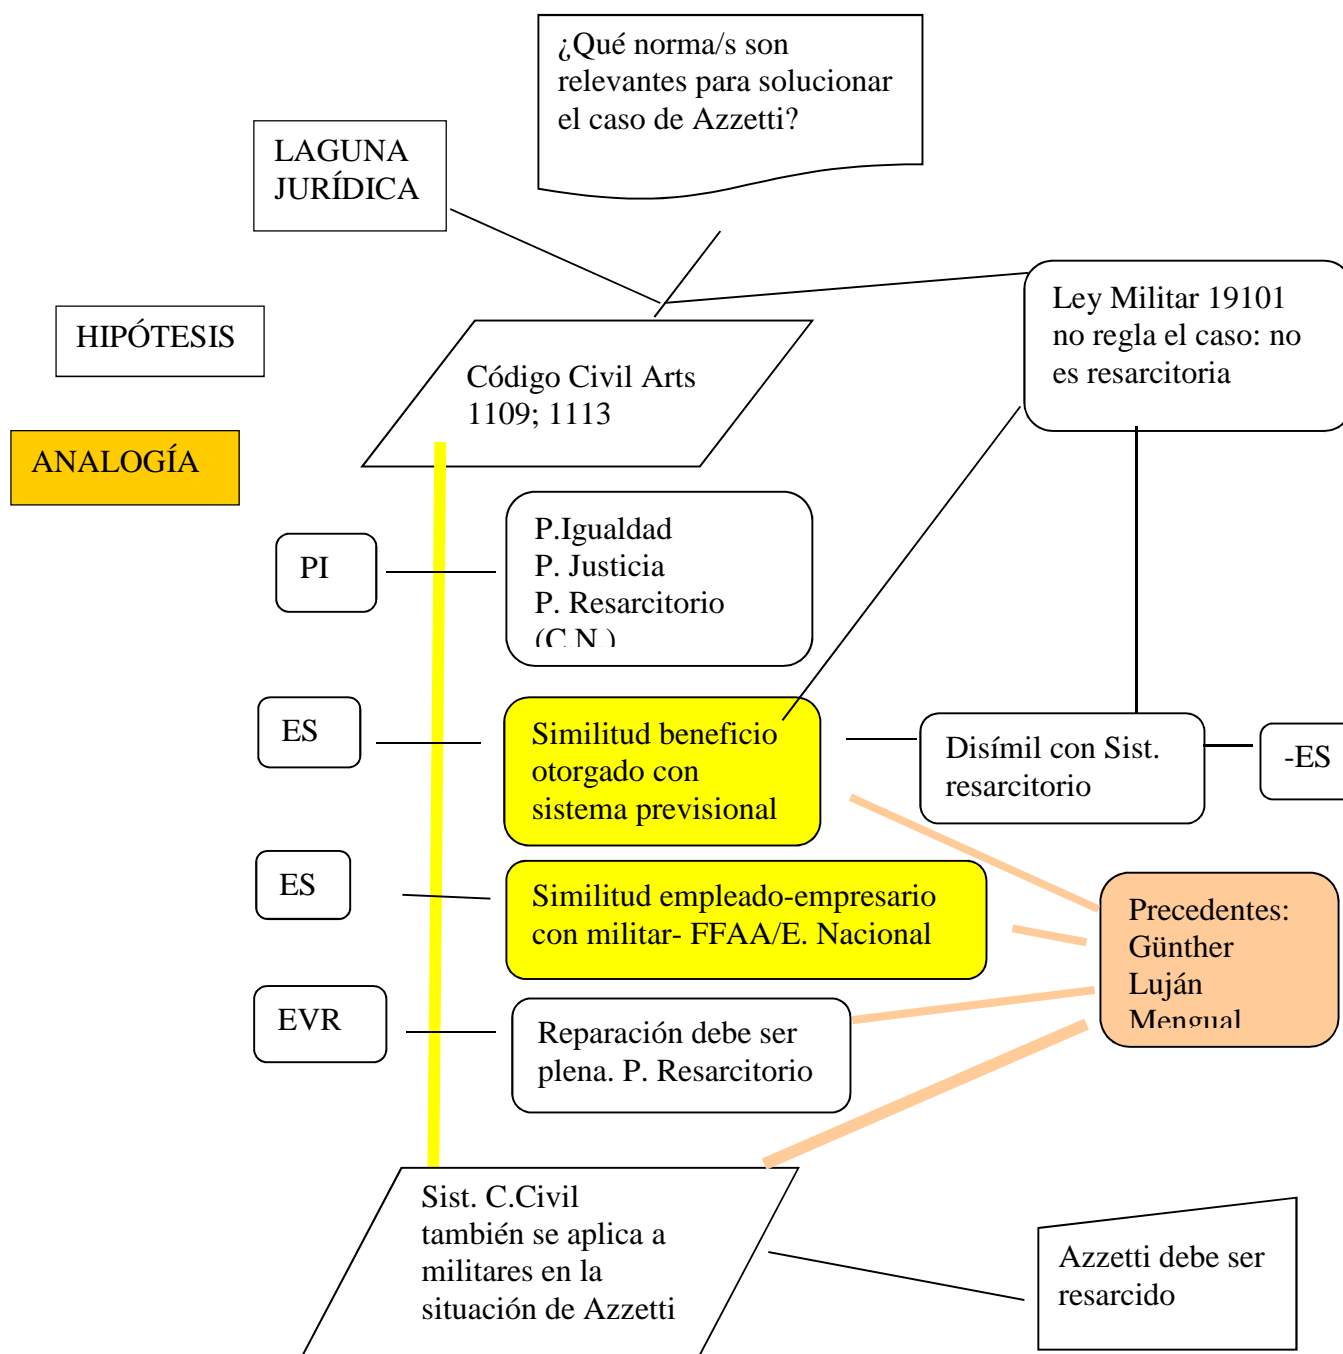 ¿Qué norma/s son
relevantes para solucionar
el caso de Azzetti?
LAGUNA
JURÍDICA
Ley Militar 19101
no regla el caso: no
es resarcitoria
HIPÓTESIS
Código Civil Arts
1109; 1113
ANALOGÍA
PI
P.Igualdad
P. Justicia
P. Resarcitorio
(C.N.)
ES
Similitud beneficio
otorgado con
sistema previsional
Disímil con Sist.
resarcitorio
-ES
ES
Similitud empleado-empresario
con militar- FFAA/E. Nacional
Precedentes:
Günther
Luján
Mengual
EVR
Reparación debe ser
plena. P. Resarcitorio
Sist. C.Civil
también se aplica a
militares en la
situación de Azzetti
Azzetti debe ser
resarcido